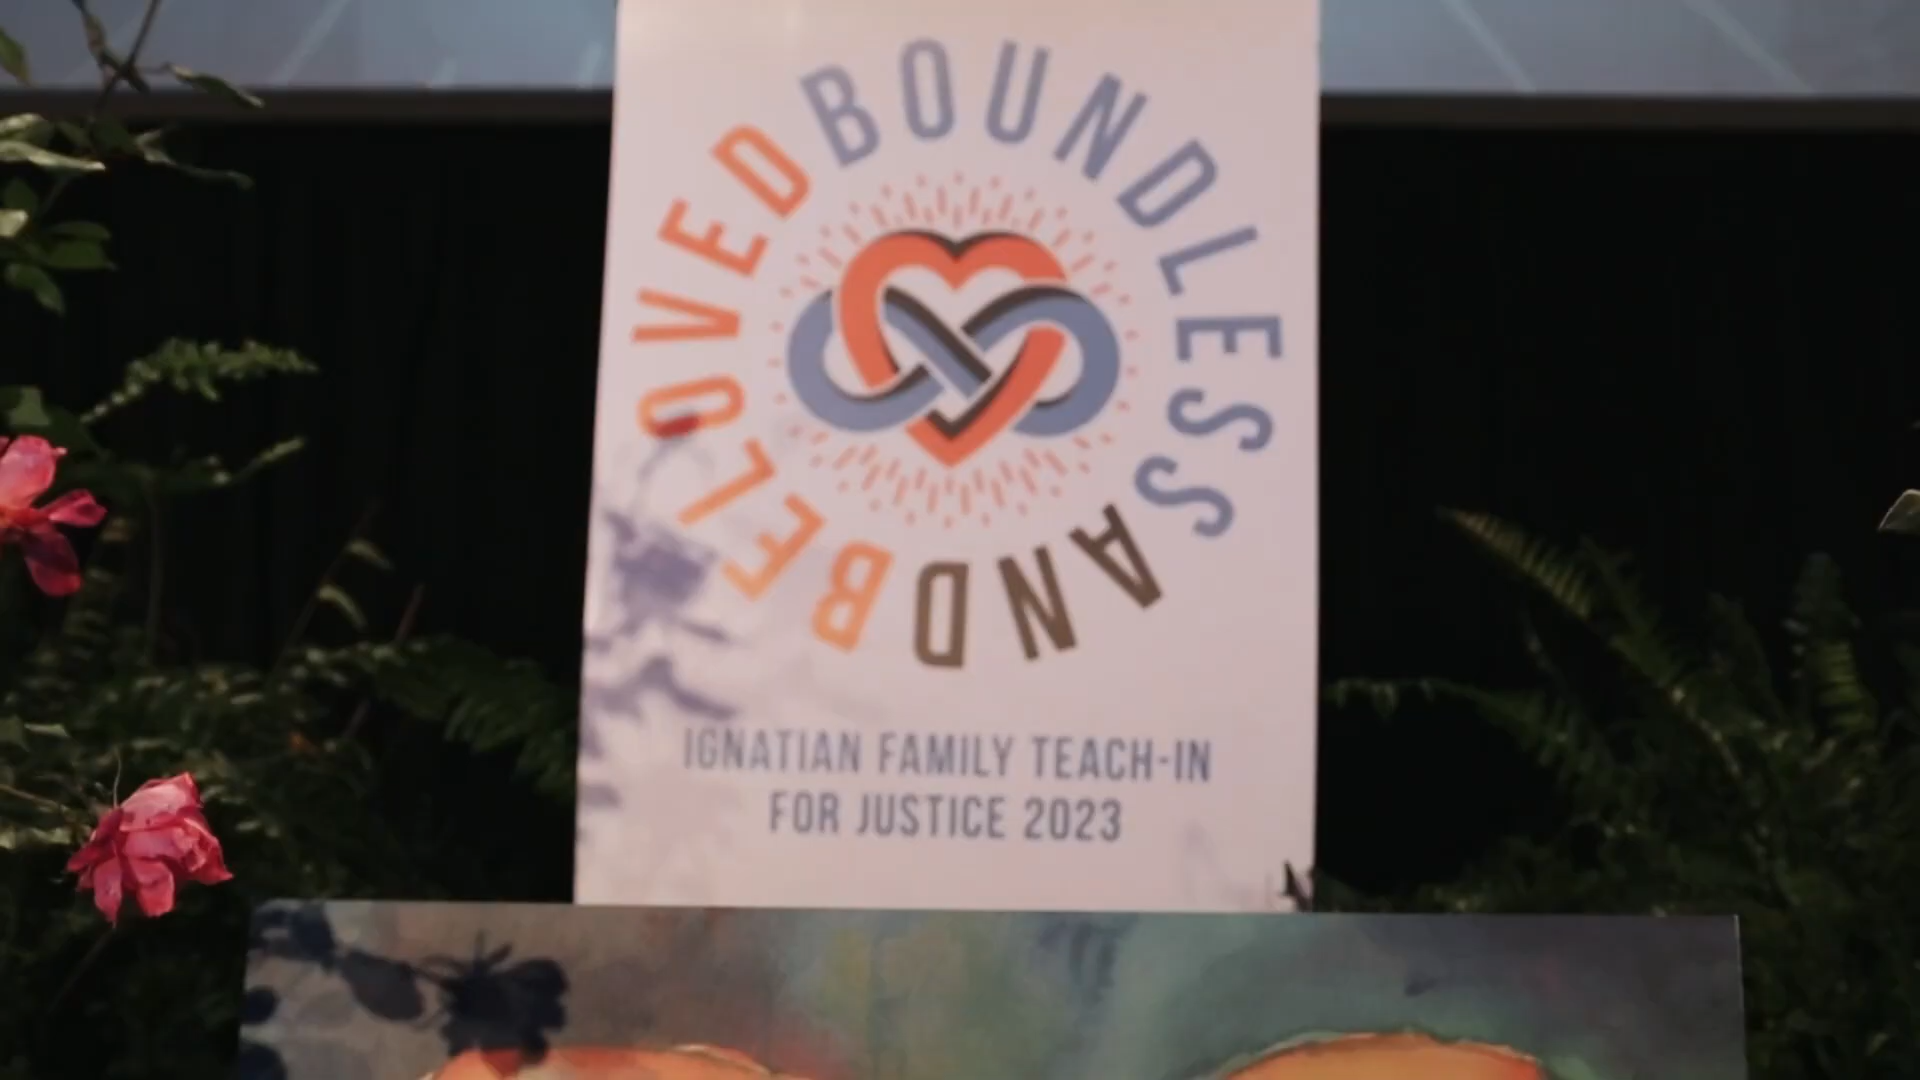 BOUNDLESS AND BELOVED
IGNATIAN FAMILY TEACH-IN
FOR JUSTICE 2023